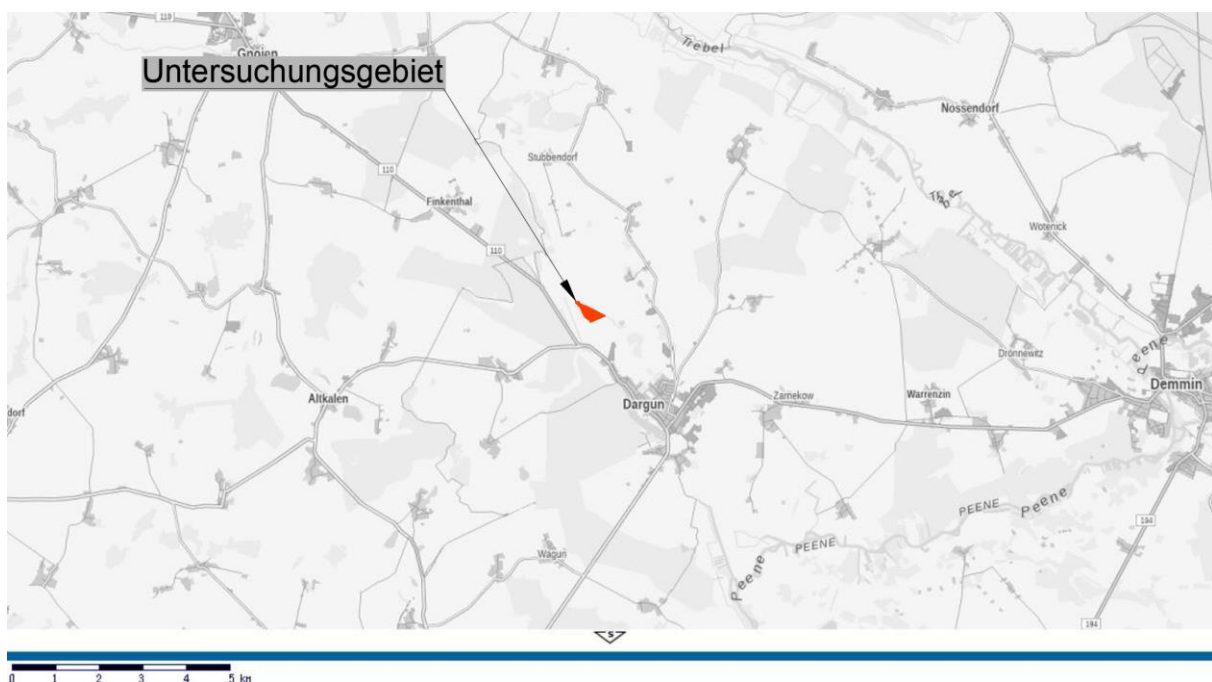 110
Gnoien
Untersuchungsgebiet
Trebel
Nossendorf
Stubbendorf
110
Finkenthal
Trebel
Wotenick
110
Peene
Dronnewitz
Demmin
Altkalen
Dargun
Zarnekow
Warrenzin
dorf
PEENE
Peene
194
PEENE
Wagun
Peene
194
S
0 1 2 3 4 5 km